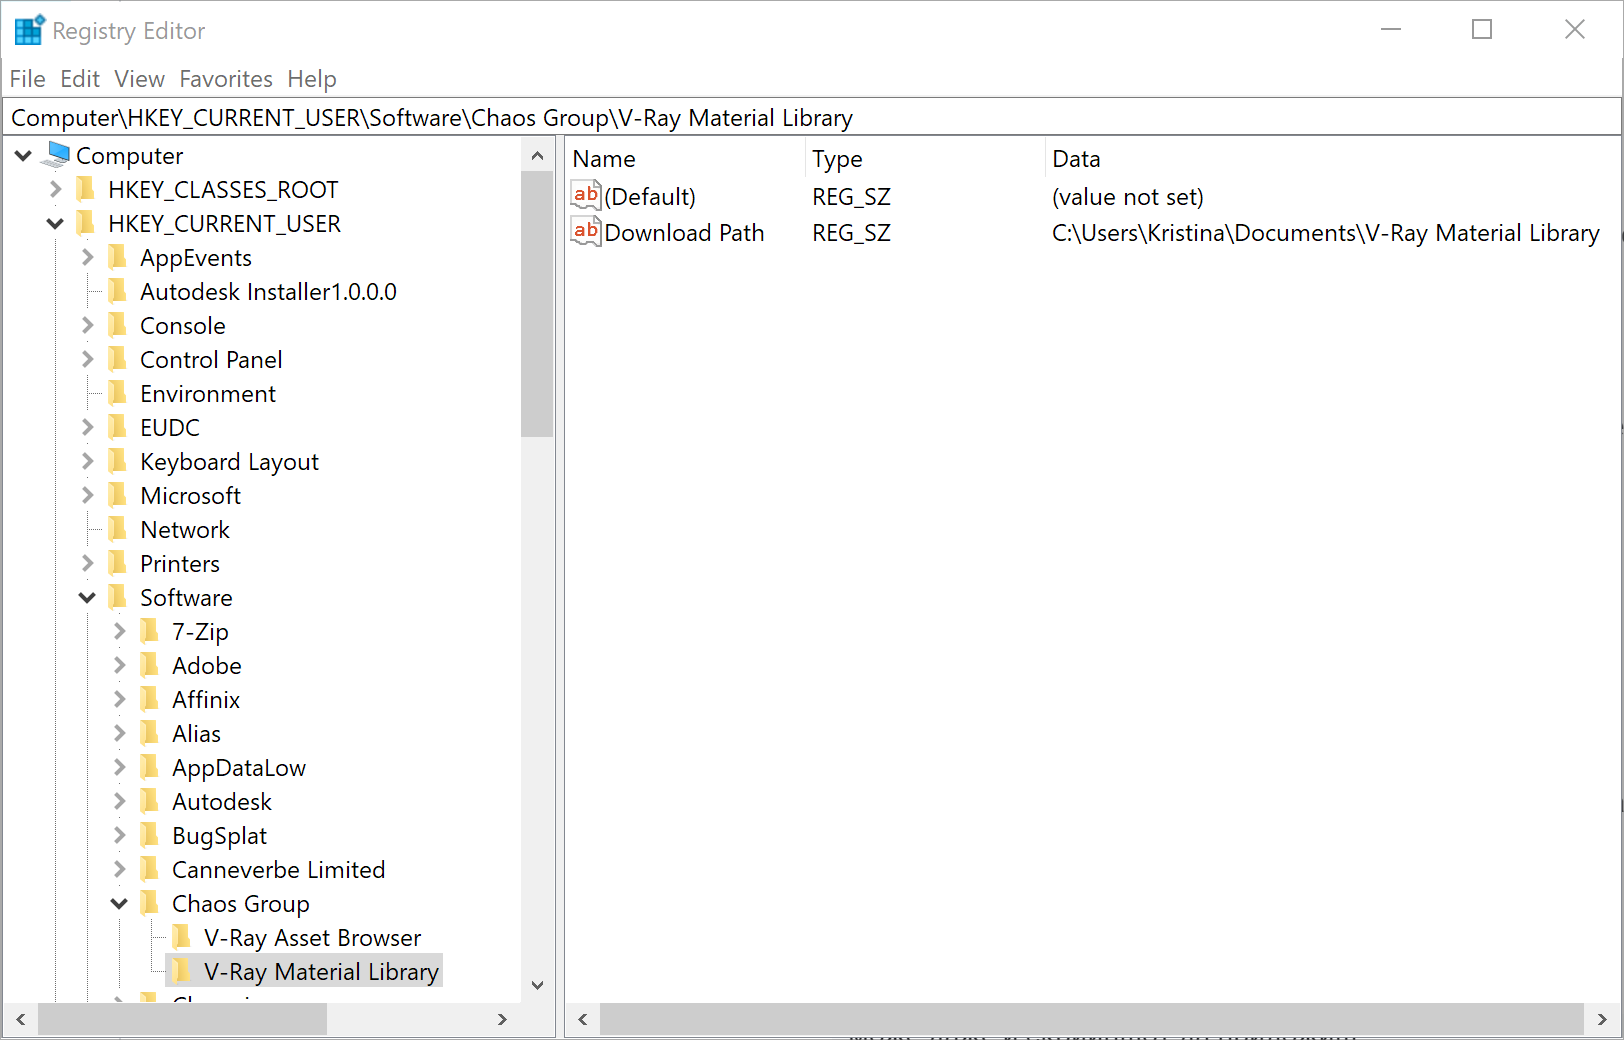 Registry Editor
File Edit View Favorites Help
Computer\HKEY_CURRENT_USER\Software\Chaos Group\V-Ray Material Library
Computer
HKEY_CLASSES_ROOT
HKEY_CURRENT_USER
AppEvents
Autodesk Installer1.0.0.0
Console
Control Panel
Environment
EUDC
Keyboard Layout
Microsoft
Network
Printers
Software
7-Zip
Adobe
Affinix
Alias
AppDataLow
Autodesk
BugSplat
Canneverbe Limited
Chaos Group
V-Ray Asset Browser
V-Ray Material Library
Name Type Data
ab (Default) REG_SZ (value not set)
ab Download Path REG_SZ C:\Users\Kristina\Documents\V-Ray Material Library